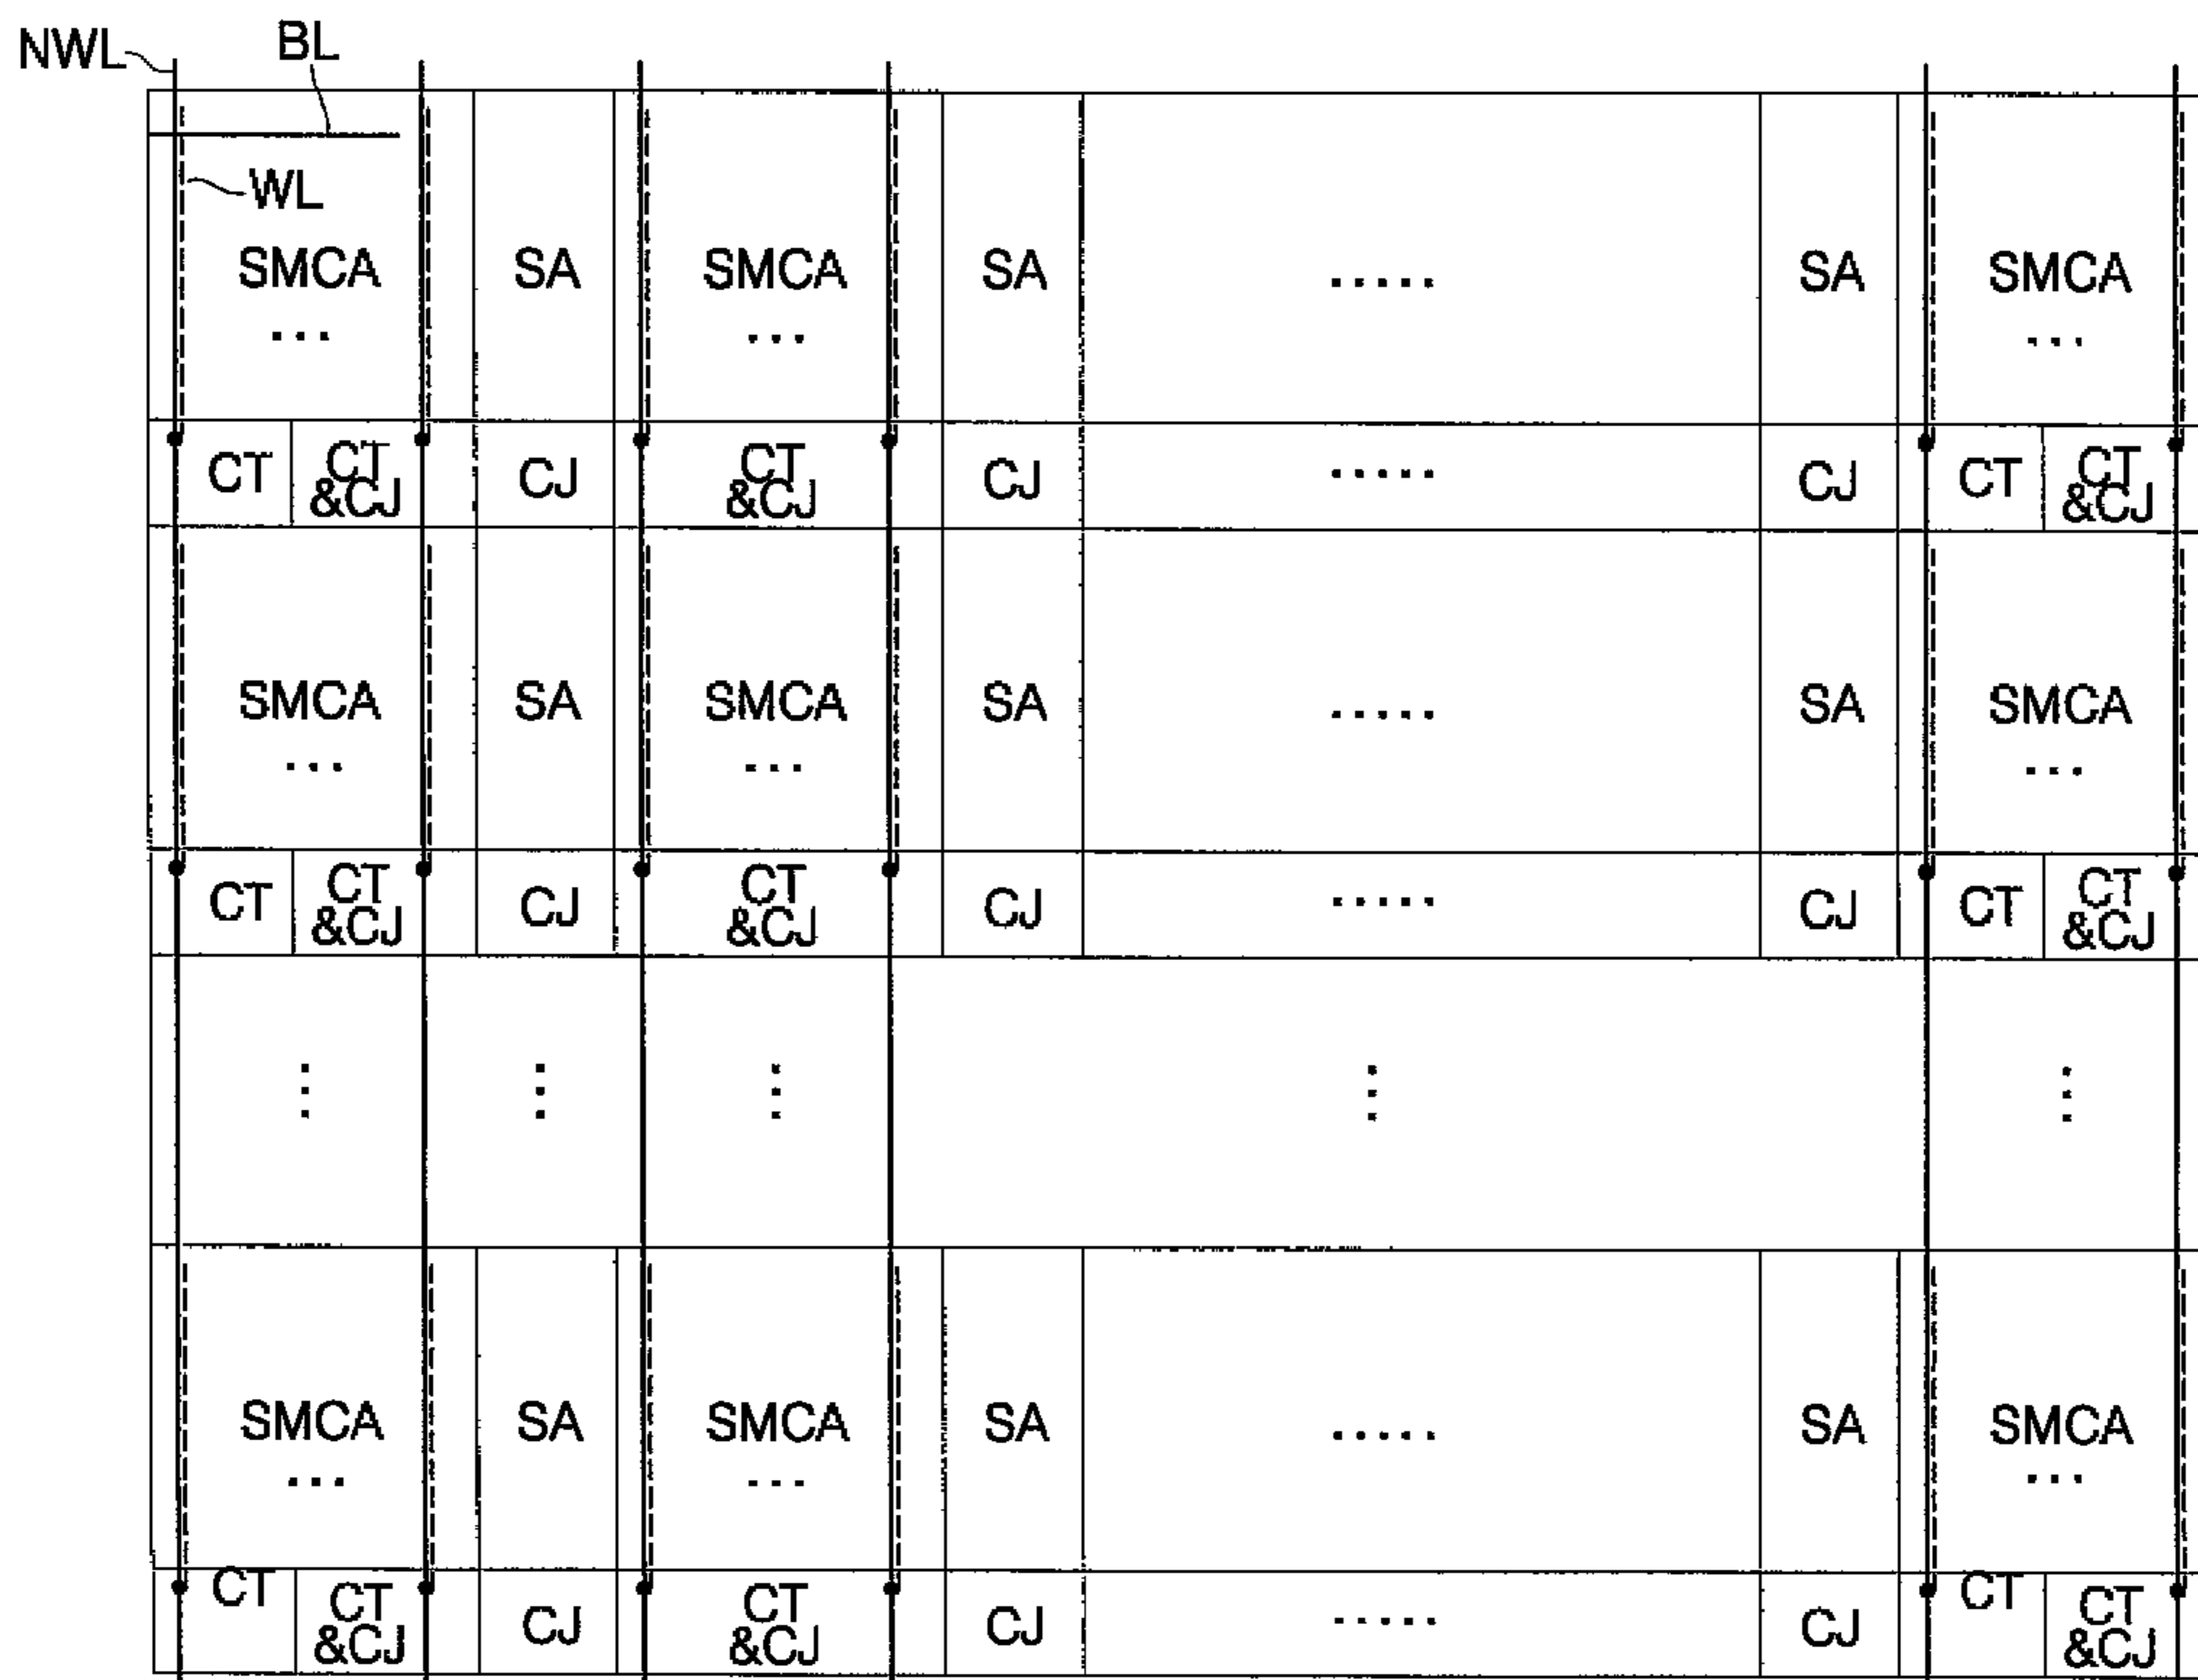 NWL BL
WL
SMCA SA SMCA SA ..... SA SMCA
... ... ...
CT CT CJ CT CJ ..... CJ CT CT
&CJ &CJ &CJ
SMCA SA SMCA SA ..... SA SMCA
... ... ...
CT CT CJ CT CJ ..... CJ CT CT
&CJ &CJ &CJ
SMCA SA SMCA SA ..... SA SMCA
... ... ...
CT CT CJ CT CJ ..... CJ CT CT
&CJ &CJ &CJ